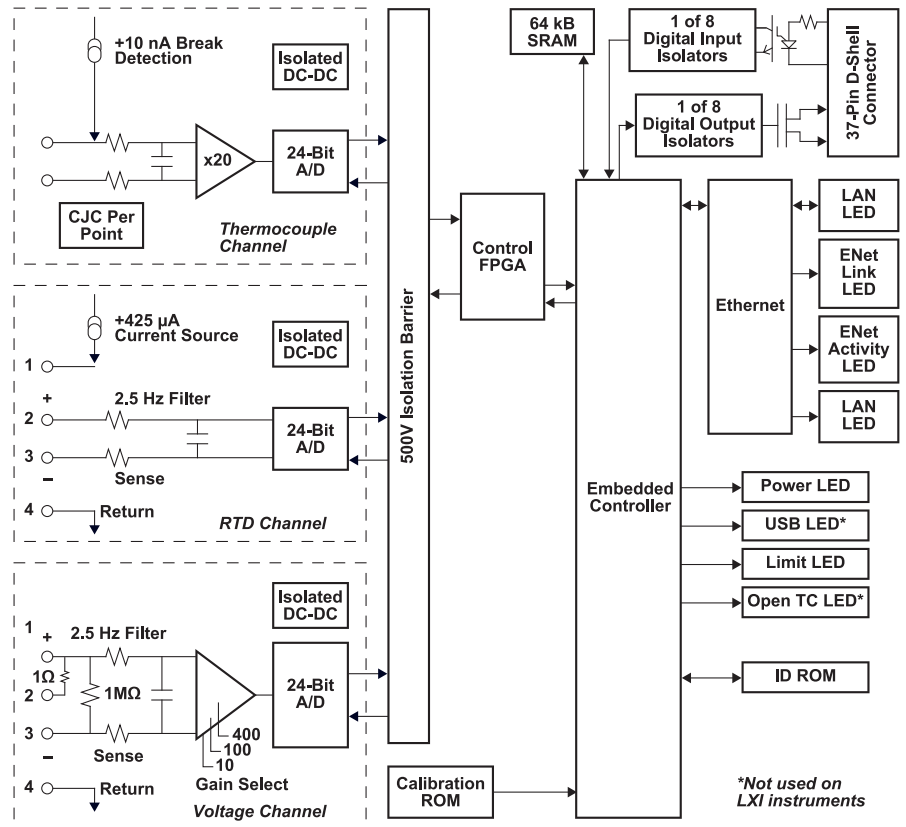 +10 nA Break
Detection
Isolated
DC-DC
x20
24-Bit
A/D
CJC Per
Point
Thermocouple
Channel
+425 µA
Current Source
Isolated
DC-DC
1
+
2
2.5 Hz Filter
24-Bit
A/D
3
Sense
–
4
Return
RTD Channel
Isolated
DC-DC
1
+
2.5 Hz Filter
1Ω
2
1MΩ
24-Bit
A/D
400
100
10
3
Sense
–
Gain Select
4
Return
Voltage Channel
500V Isolation Barrier
Control
FPGA
Calibration
ROM
64 kB
SRAM
1 of 8
Digital Input
Isolators
1 of 8
Digital Output
Isolators
37-Pin D-Shell
Connector
Embedded
Controller
Ethernet
LAN
LED
ENet
Link
LED
ENet
Activity
LED
LAN
LED
Power LED
USB LED*
Limit LED
Open TC LED*
ID ROM
*Not used on
LXI instruments